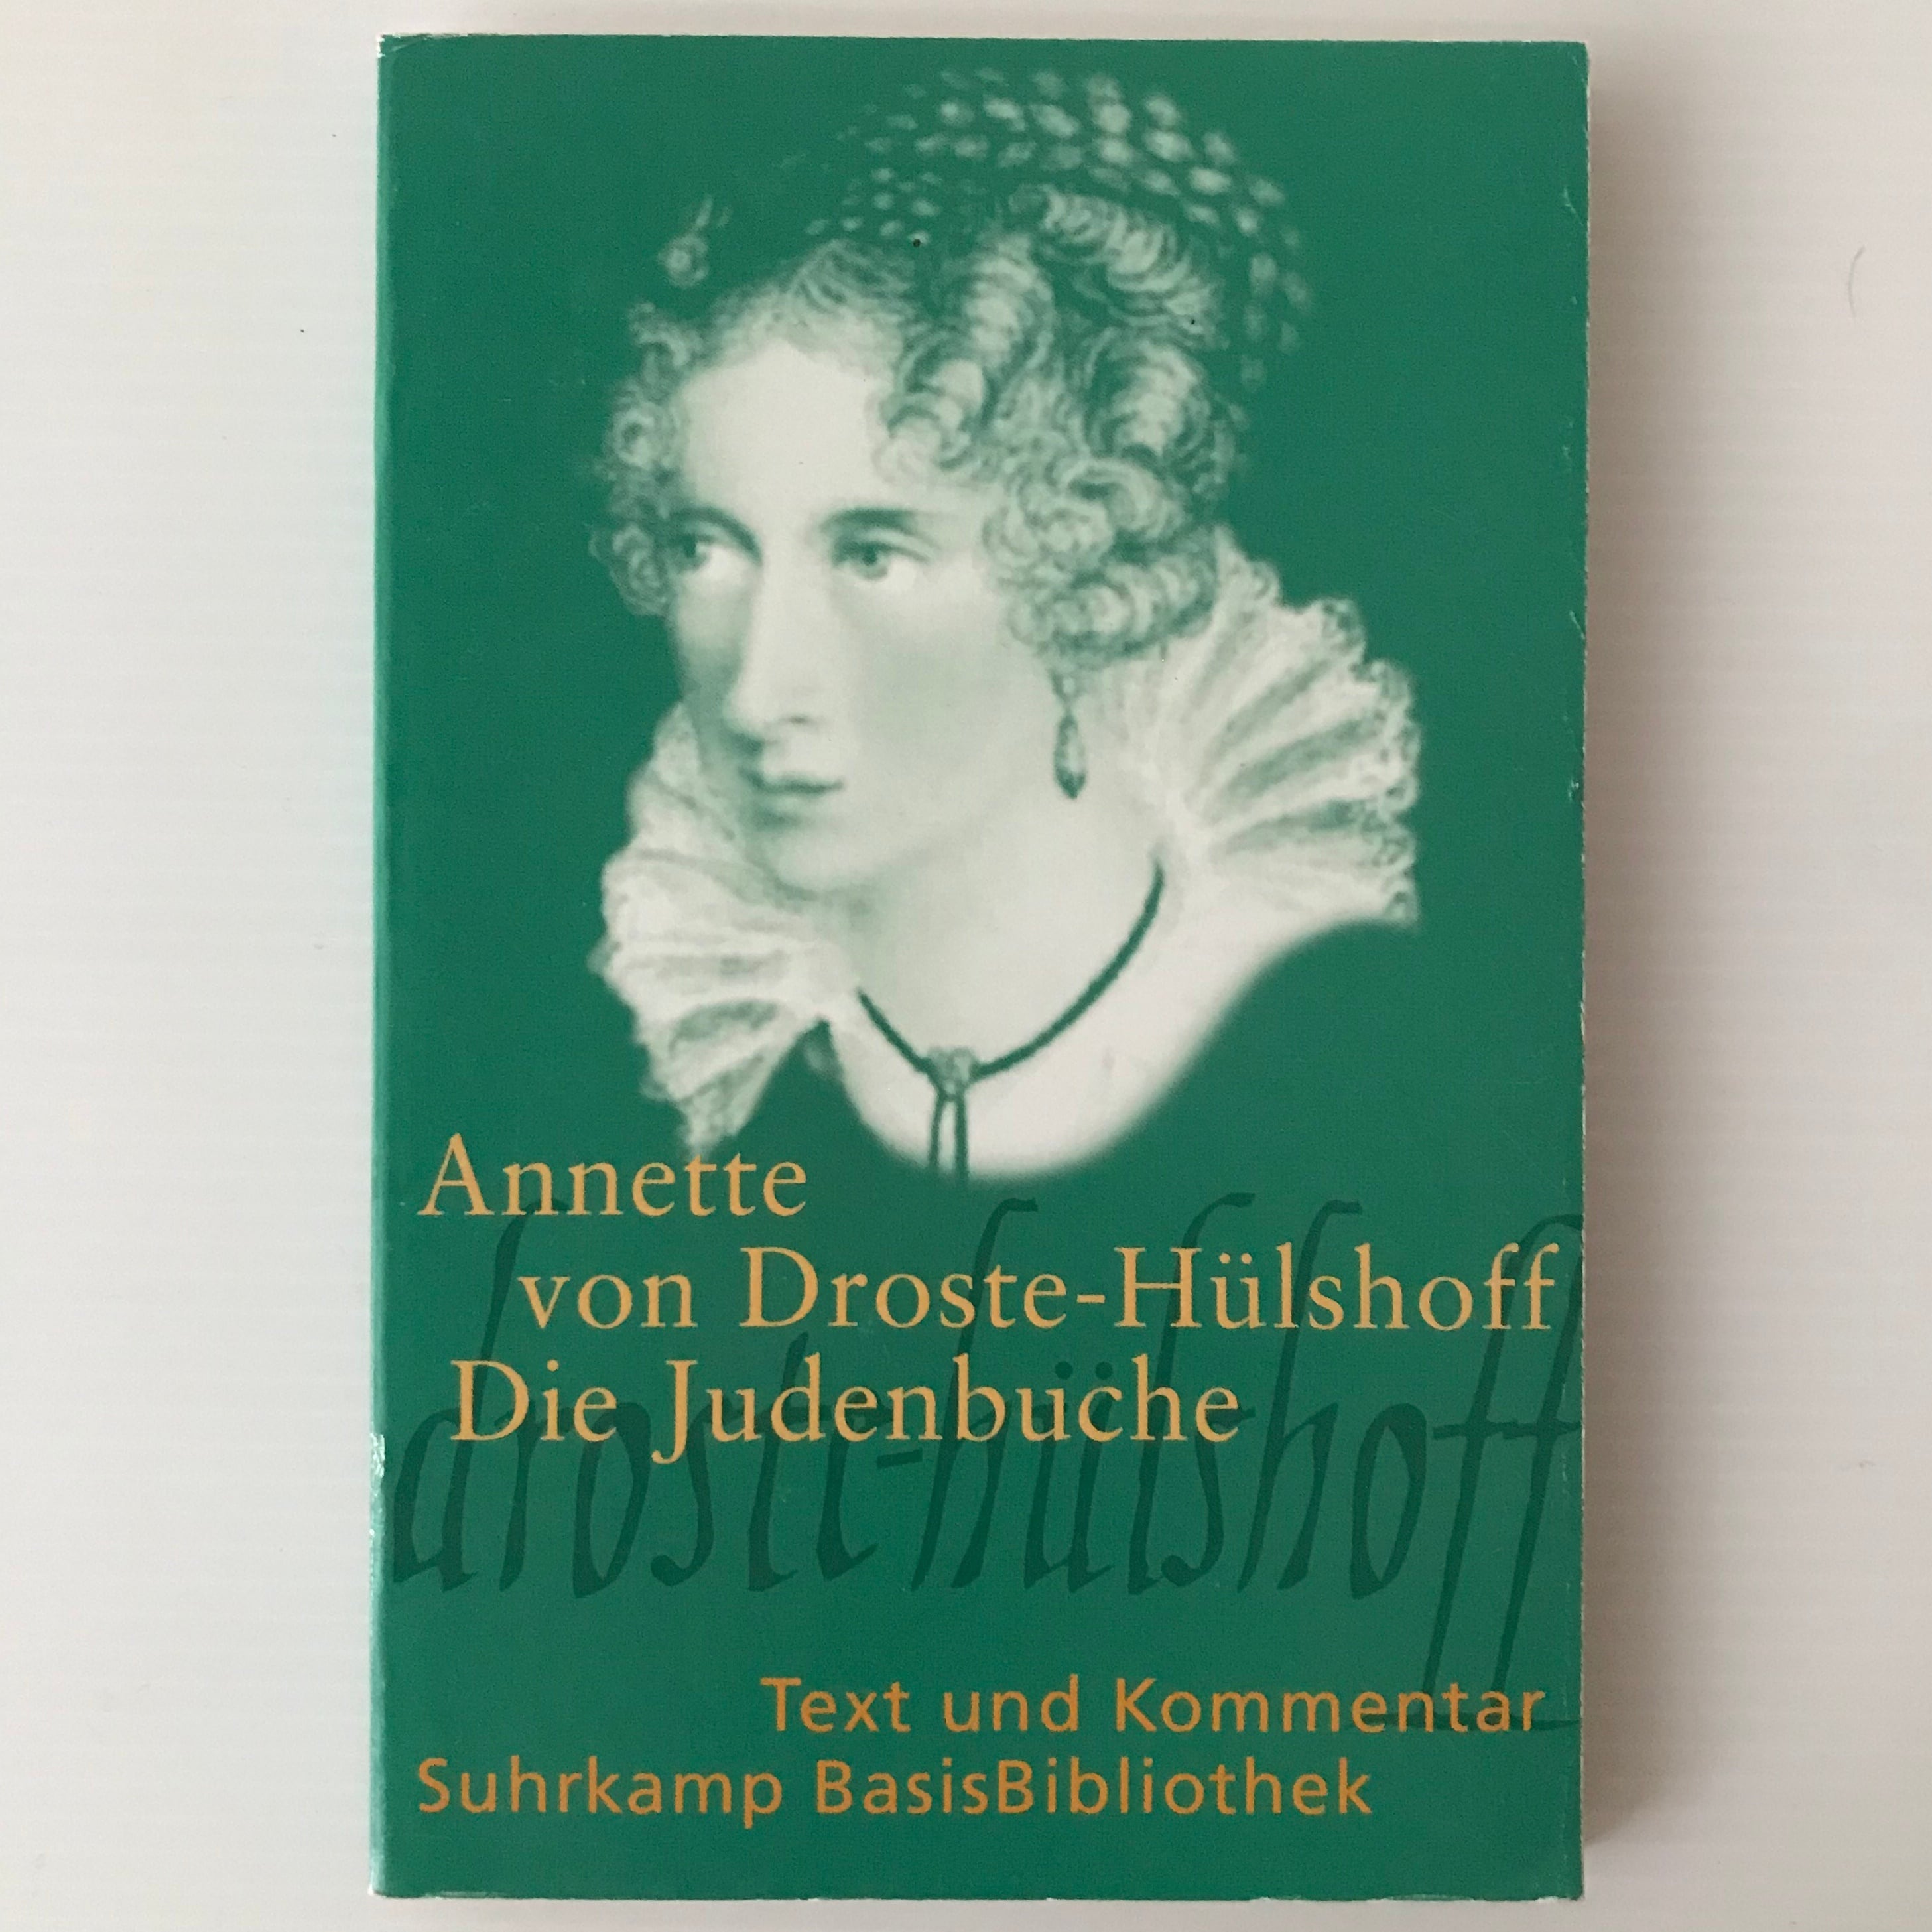 Annette
von Droste-Hülshoff
Die Judenbuche
droste-hülshoff
Text und Kommentar
Suhrkamp BasisBibliothek